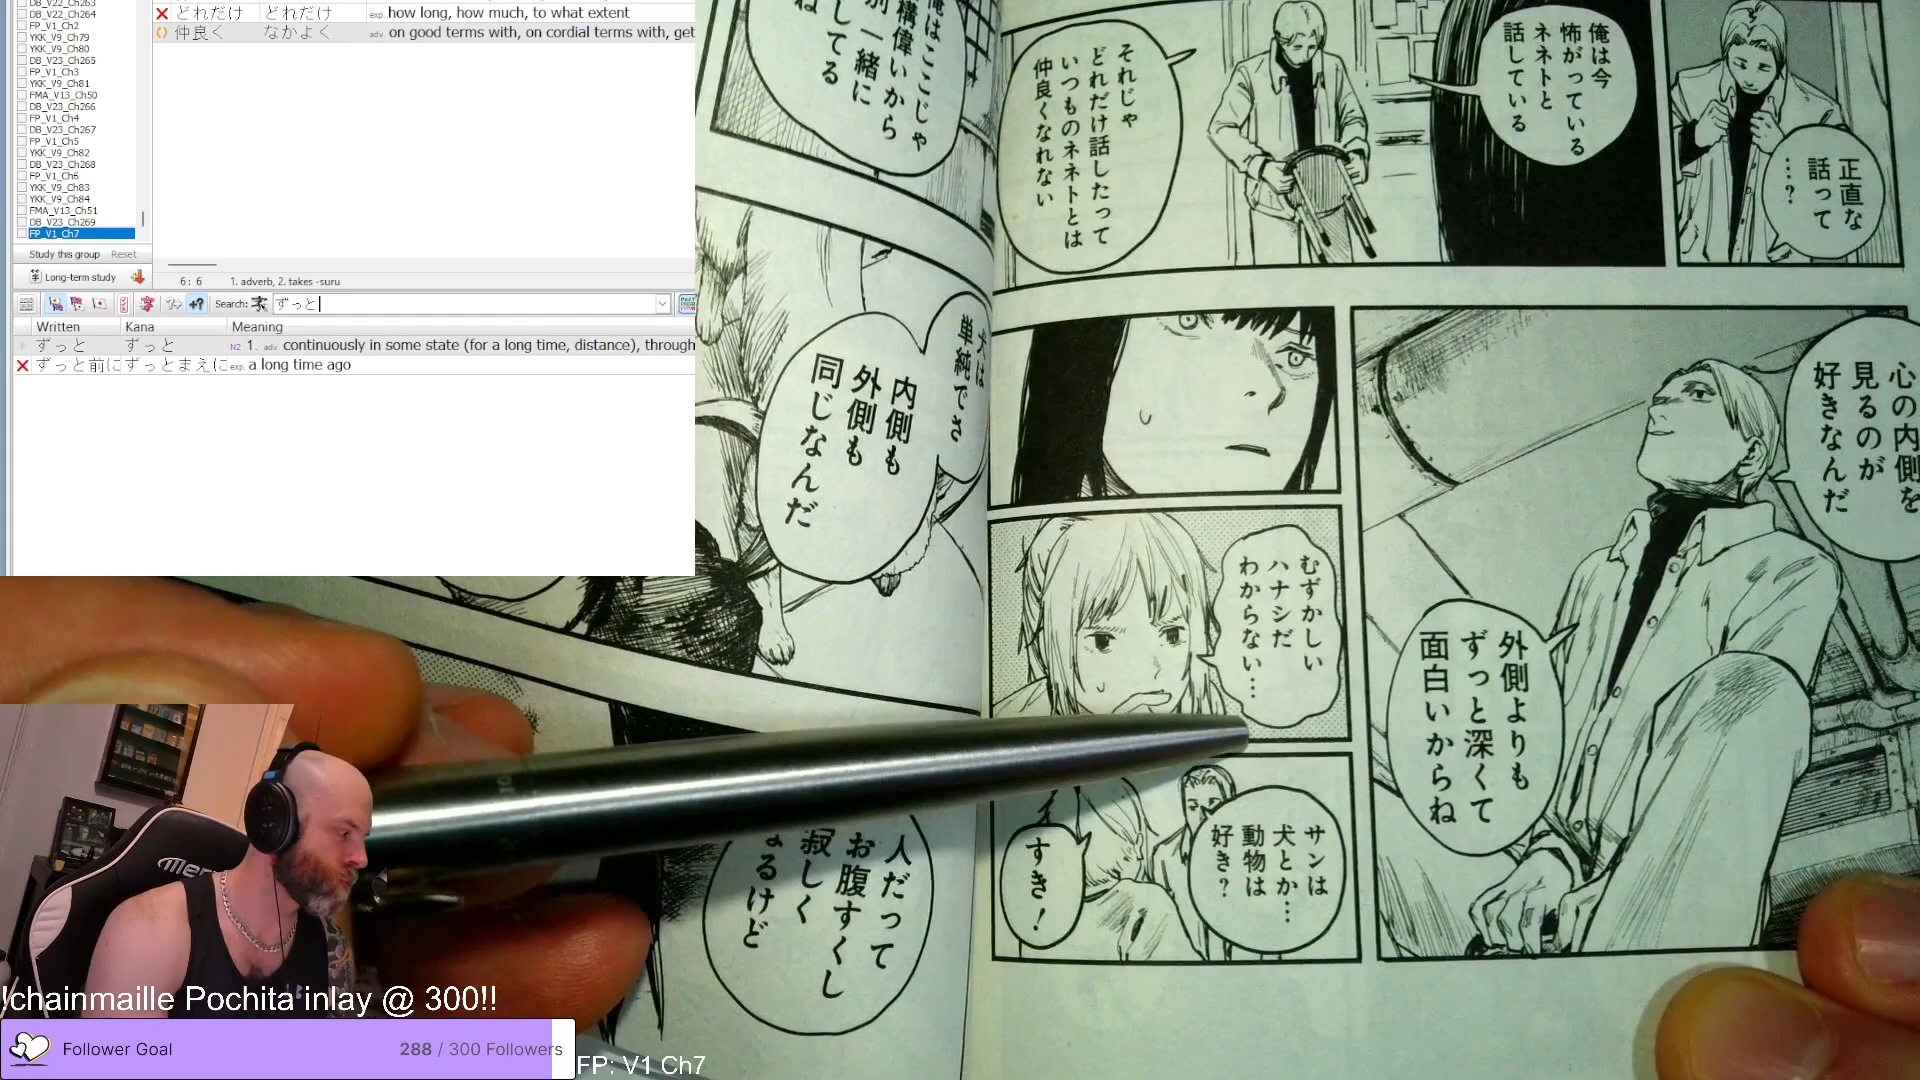 DB_V22_Ch263
DB_V22_Ch264
FP_V1_Ch2
YKK_V9_Ch79
YKK_V9_Ch80
DB_V23_Ch265
FP_V1_Ch3
YKK_V9_Ch81
FMA_V13_Ch50
DB_V23_Ch266
FP_V1_Ch4
DB_V23_Ch267
FP_V1_Ch5
YKK_V9_Ch82
DB_V23_Ch268
FP_V1_Ch6
YKK_V9_Ch83
YKK_V9_Ch84
FMA_V13_Ch51
DB_V23_Ch269
FP_V1_Ch7
Study this group Reset
Long-term study
どれだけ どれだけ exp. how long, how much, to what extent
仲良く なかよく adv on good terms with, on cordial terms with, get
6: 6 1. adverb, 2. takes -suru
Search: ずっと
Written Kana Meaning
ずっと ずっと N2 1. adv continuously in some state (for a long time, distance), through
ずっと前に ずっとまえに exp. a long time ago
正直な
話って
…?
俺は今
怖がっている
ネネトと
話している
それじゃ
どれだけ話したって
いつものネネトとは
仲良くなれない
心の内側を
見るのが
好きなんだ
外側よりも
ずっと深くて
面白いからね
むずかしい
ハナシだ
わからない…
サンは
犬とか…
動物は
好き?
すき!
俺はここじゃ
構偉いから
別一緒に
してる
ね
犬は
単純でさ
内側も
外側も
同じなんだ
人だって
お腹すくし
寂しく
るけど
!chainmaille Pochita inlay @ 300!!
Follower Goal 288 / 300 Followers
FP: V1 Ch7